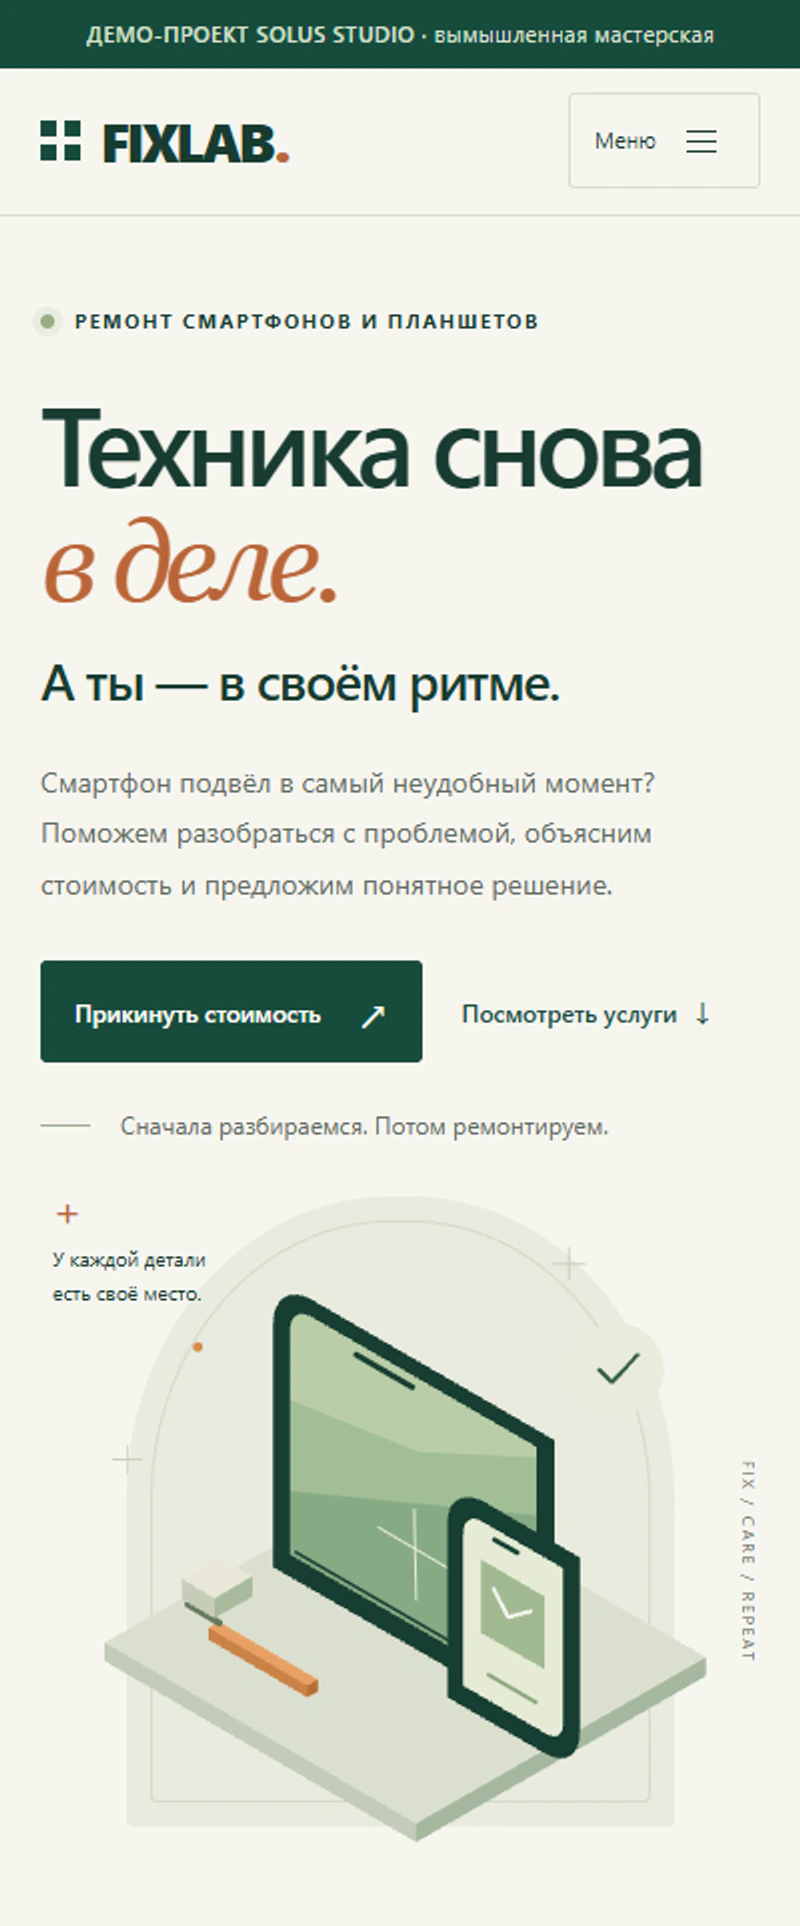 ДЕМО-ПРОЕКТ SOLUS STUDIO · вымышленная мастерская
FIXLAB.
Меню
РЕМОНТ СМАРТФОНОВ И ПЛАНШЕТОВ
Техника снова
в деле.
А ты — в своём ритме.
Смартфон подвёл в самый неудобный момент?
Поможем разобраться с проблемой, объясним
стоимость и предложим понятное решение.
Прикинуть стоимость ↗
Посмотреть услуги ↓
Сначала разбираемся. Потом ремонтируем.
У каждой детали
есть своё место.
FIX / CARE / REPEAT